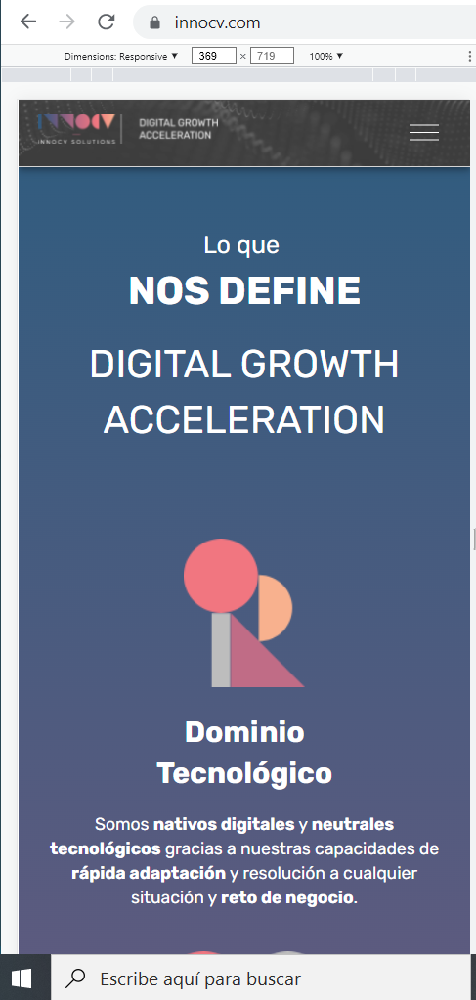 innocv.com
Dimensions: Responsive ▼ 369 × 719 100% ▼
INNOCV
INNOCV SOLUTIONS
DIGITAL GROWTH
ACCELERATION
Lo que
NOS DEFINE
DIGITAL GROWTH
ACCELERATION
Dominio
Tecnológico
Somos nativos digitales y neutrales
tecnológicos gracias a nuestras capacidades de
rápida adaptación y resolución a cualquier
situación y reto de negocio.
Escribe aquí para buscar